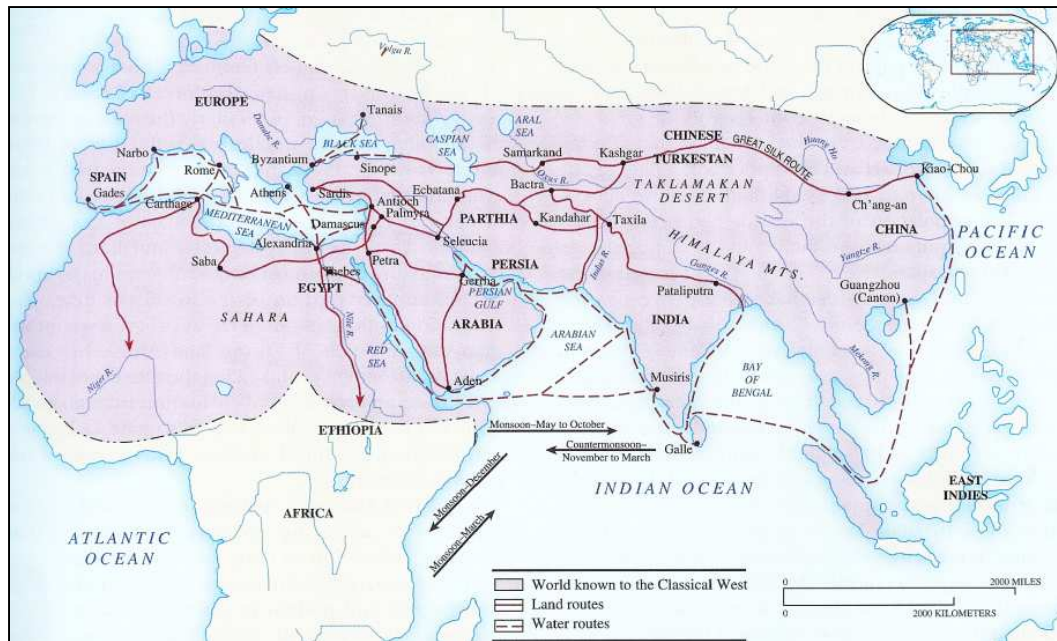 Volga R.
EUROPE
Tanais
Danube R.
ARAL
SEA
BLACK SEA
CASPIAN
SEA
CHINESE
TURKESTAN
GREAT SILK ROUTE
Huang Ho
Narbo
Byzantium
Sinope
Samarkand
Kashgar
Kiao-Chou
SPAIN
Rome
Oxus R.
Gades
Athens
Sardis
Ecbatana
Bactra
TAKLAMAKAN
DESERT
Carthage
Antioch
Palmyra
Ch'ang-an
MEDITERRANEAN
SEA
Damascus
PARTHIA
Kandahar
Taxila
CHINA
PACIFIC
OCEAN
Alexandria
Seleucia
HIMALAYA MTS.
Yangtze R.
Saba
Petra
PERSIA
Indus R.
Ganges R.
Thebes
EGYPT
Gerrha
PERSIAN
GULF
Pataliputra
Guangzhou
(Canton)
SAHARA
Nile R.
ARABIA
INDIA
RED
SEA
ARABIAN
SEA
Mekong R.
Niger R.
Aden
Musiris
BAY
OF
BENGAL
ETHIOPIA
Monsoon–May to October
Countermonsoon–
November to March
Galle
Monsoon–December
INDIAN OCEAN
EAST
INDIES
AFRICA
Monsoon–March
ATLANTIC
OCEAN
World known to the Classical West
Land routes
Water routes
0 2000 MILES
0 2000 KILOMETERS